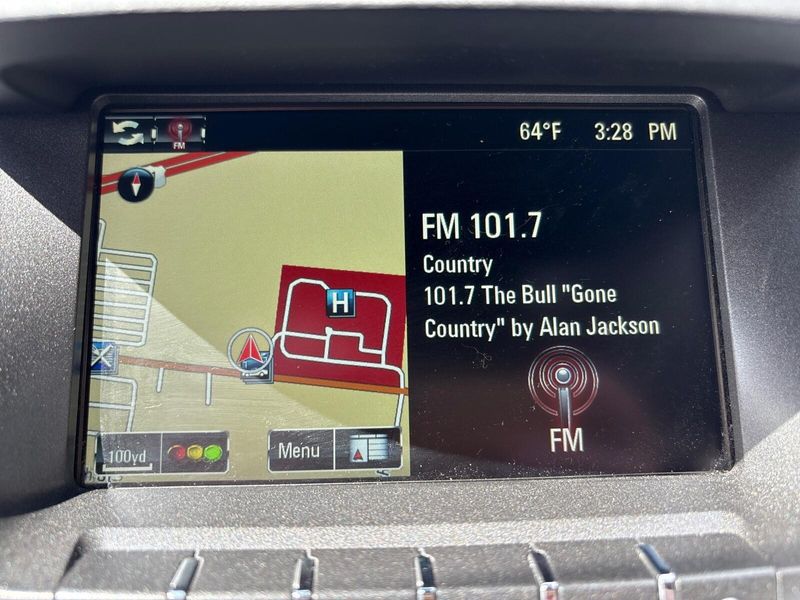 FM
64°F 3:28 PM
FM 101.7
Country
101.7 The Bull "Gone
Country" by Alan Jackson
FM
H
100yd
Menu